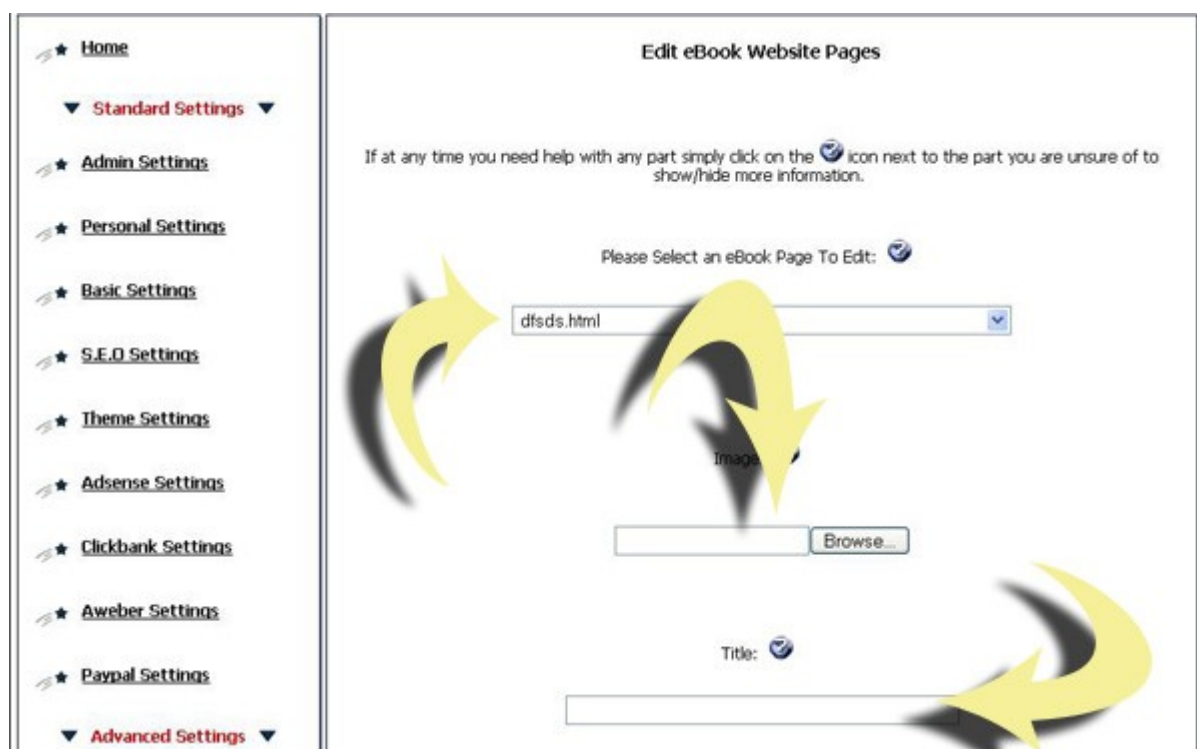 Home
Standard Settings
Admin Settings
Personal Settings
Basic Settings
S.E.O Settings
Theme Settings
Adsense Settings
Clickbank Settings
Aweber Settings
Paypal Settings
Advanced Settings
Edit eBook Website Pages
If at any time you need help with any part simply click on the icon next to the part you are unsure of to
show/hide more information.
Please Select an eBook Page To Edit:
dfsds.html
Image
Browse...
Title: